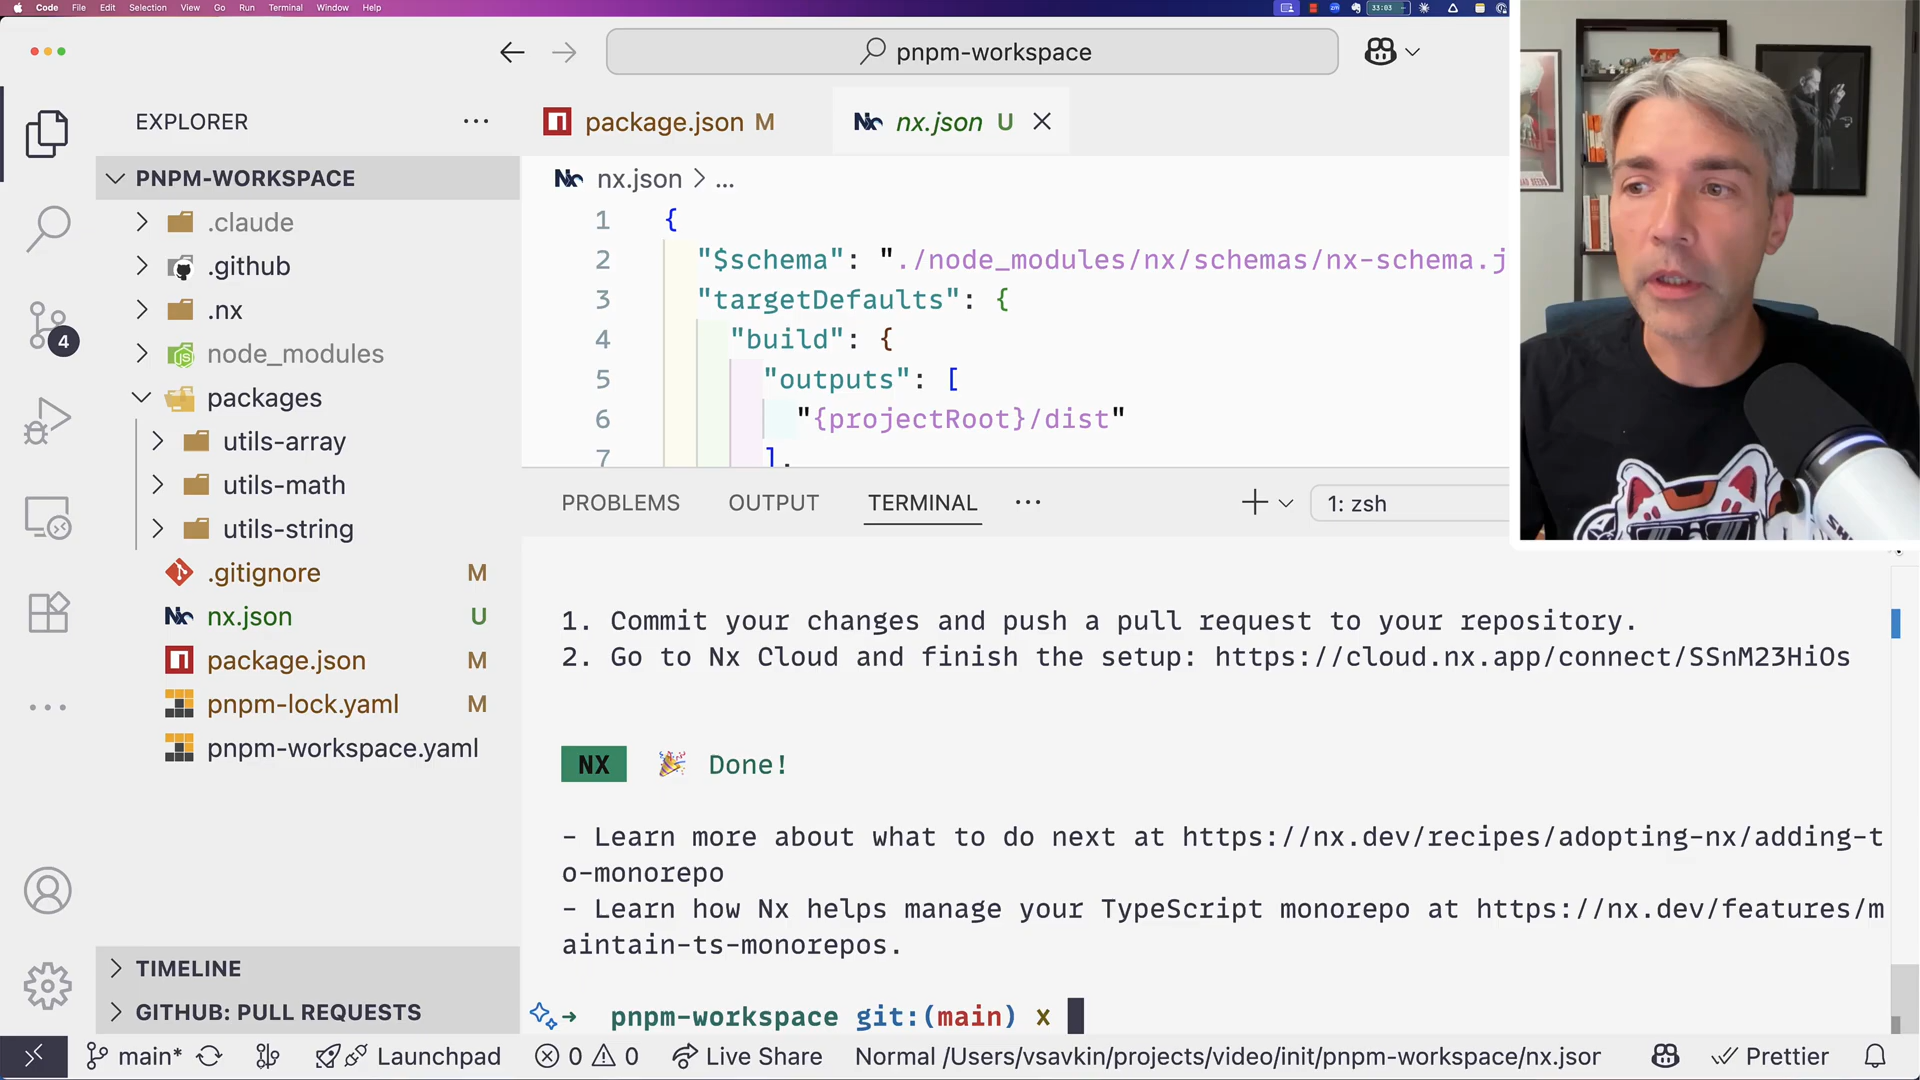 Code File Edit Selection View Go Run Terminal Window Help
33:03
pnpm-workspace
EXPLORER
PNPM-WORKSPACE
.claude
.github
.nx
node_modules
packages
utils-array
utils-math
utils-string
.gitignore M
nx.json U
package.json M
pnpm-lock.yaml M
pnpm-workspace.yaml
TIMELINE
GITHUB: PULL REQUESTS
4
package.json M
nx.json U
nx.json > ...
1 {
2 "$schema": "./node_modules/nx/schemas/nx-schema.j
3 "targetDefaults": {
4 "build": {
5 "outputs": [
6 "{projectRoot}/dist"
7 ],
PROBLEMS OUTPUT TERMINAL ...
1: zsh
1. Commit your changes and push a pull request to your repository.
2. Go to Nx Cloud and finish the setup: https://cloud.nx.app/connect/SSnM23HiOs
NX 🎉 Done!
- Learn more about what to do next at https://nx.dev/recipes/adopting-nx/adding-t
o-monorepo
- Learn how Nx helps manage your TypeScript monorepo at https://nx.dev/features/m
aintain-ts-monorepos.
→ pnpm-workspace git:(main) x
main* Launchpad 0 0 Live Share Normal /Users/vsavkin/projects/video/init/pnpm-workspace/nx.jsor Prettier